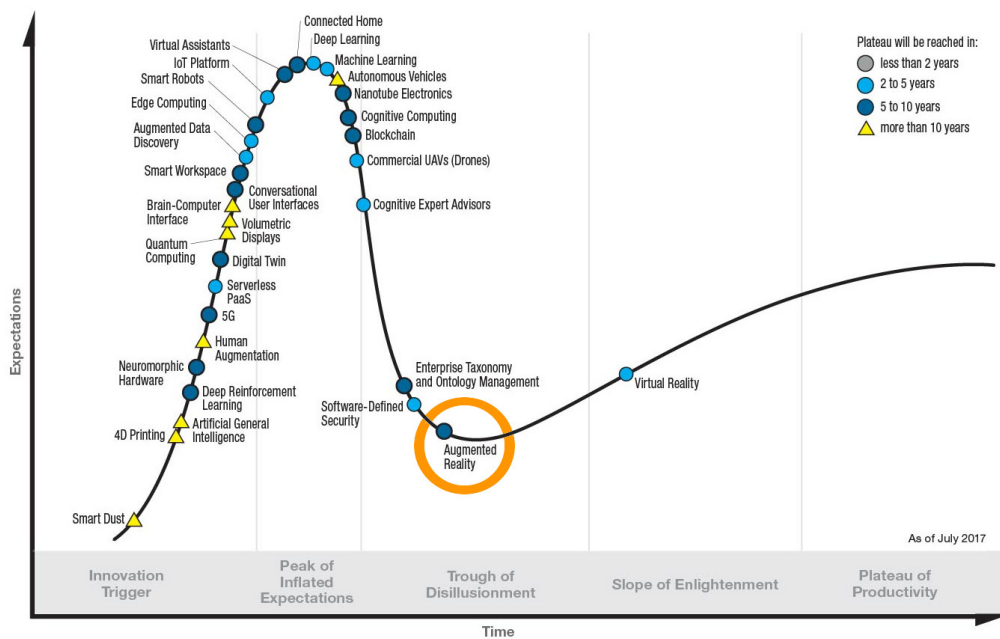 Connected Home
Deep Learning
Virtual Assistants
IoT Platform
Machine Learning
Smart Robots
Autonomous Vehicles
Nanotube Electronics
Edge Computing
Cognitive Computing
Augmented Data
Discovery
Blockchain
Commercial UAVs (Drones)
Smart Workspace
Conversational
User Interfaces
Brain-Computer
Interface
Cognitive Expert Advisors
Volumetric
Displays
Quantum
Computing
Digital Twin
Serverless
PaaS
5G
Human
Augmentation
Neuromorphic
Hardware
Deep Reinforcement
Learning
Artificial General
Intelligence
4D Printing
Smart Dust
Enterprise Taxonomy
and Ontology Management
Software-Defined
Security
Augmented
Reality
Virtual Reality
Plateau will be reached in:
less than 2 years
2 to 5 years
5 to 10 years
more than 10 years
As of July 2017
Expectations
Innovation
Trigger
Peak of
Inflated
Expectations
Trough of
Disillusionment
Slope of Enlightenment
Plateau of
Productivity
Time